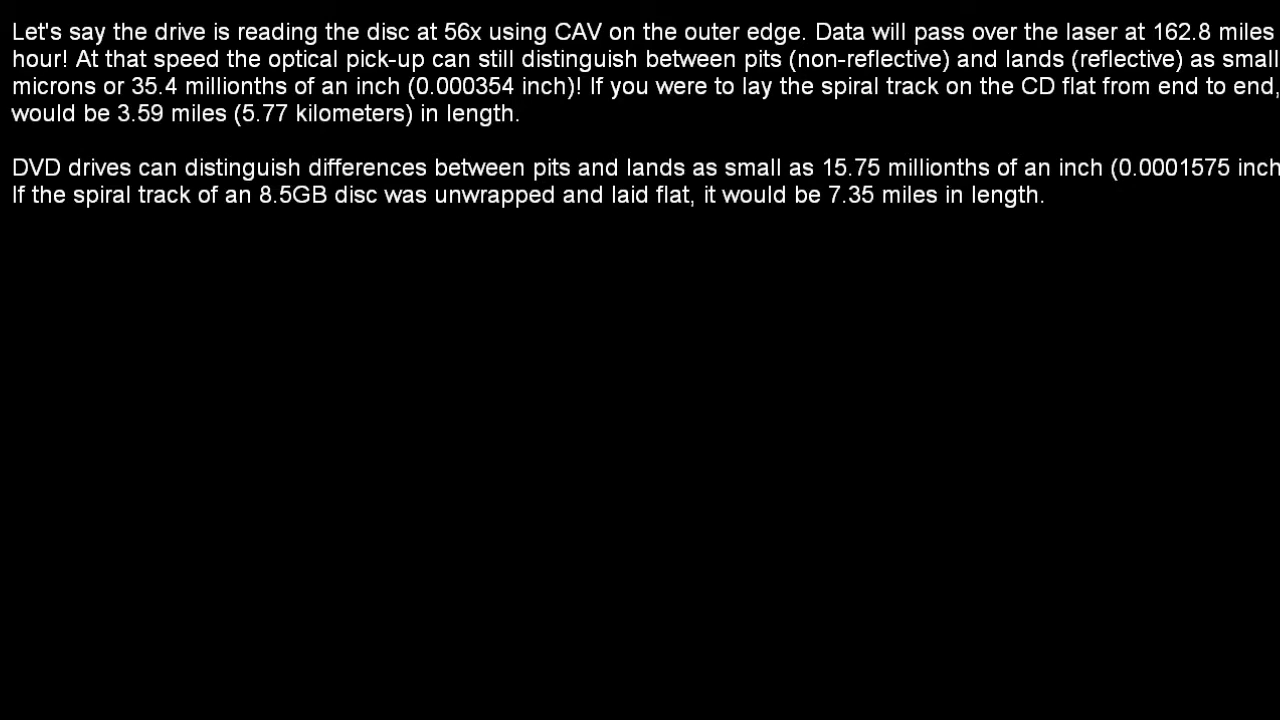 Let's say the drive is reading the disc at 56x using CAV on the outer edge. Data will pass over the laser at 162.8 miles
hour! At that speed the optical pick-up can still distinguish between pits (non-reflective) and lands (reflective) as small
microns or 35.4 millionths of an inch (0.000354 inch)! If you were to lay the spiral track on the CD flat from end to end,
would be 3.59 miles (5.77 kilometers) in length.
DVD drives can distinguish differences between pits and lands as small as 15.75 millionths of an inch (0.0001575 inch
If the spiral track of an 8.5GB disc was unwrapped and laid flat, it would be 7.35 miles in length.